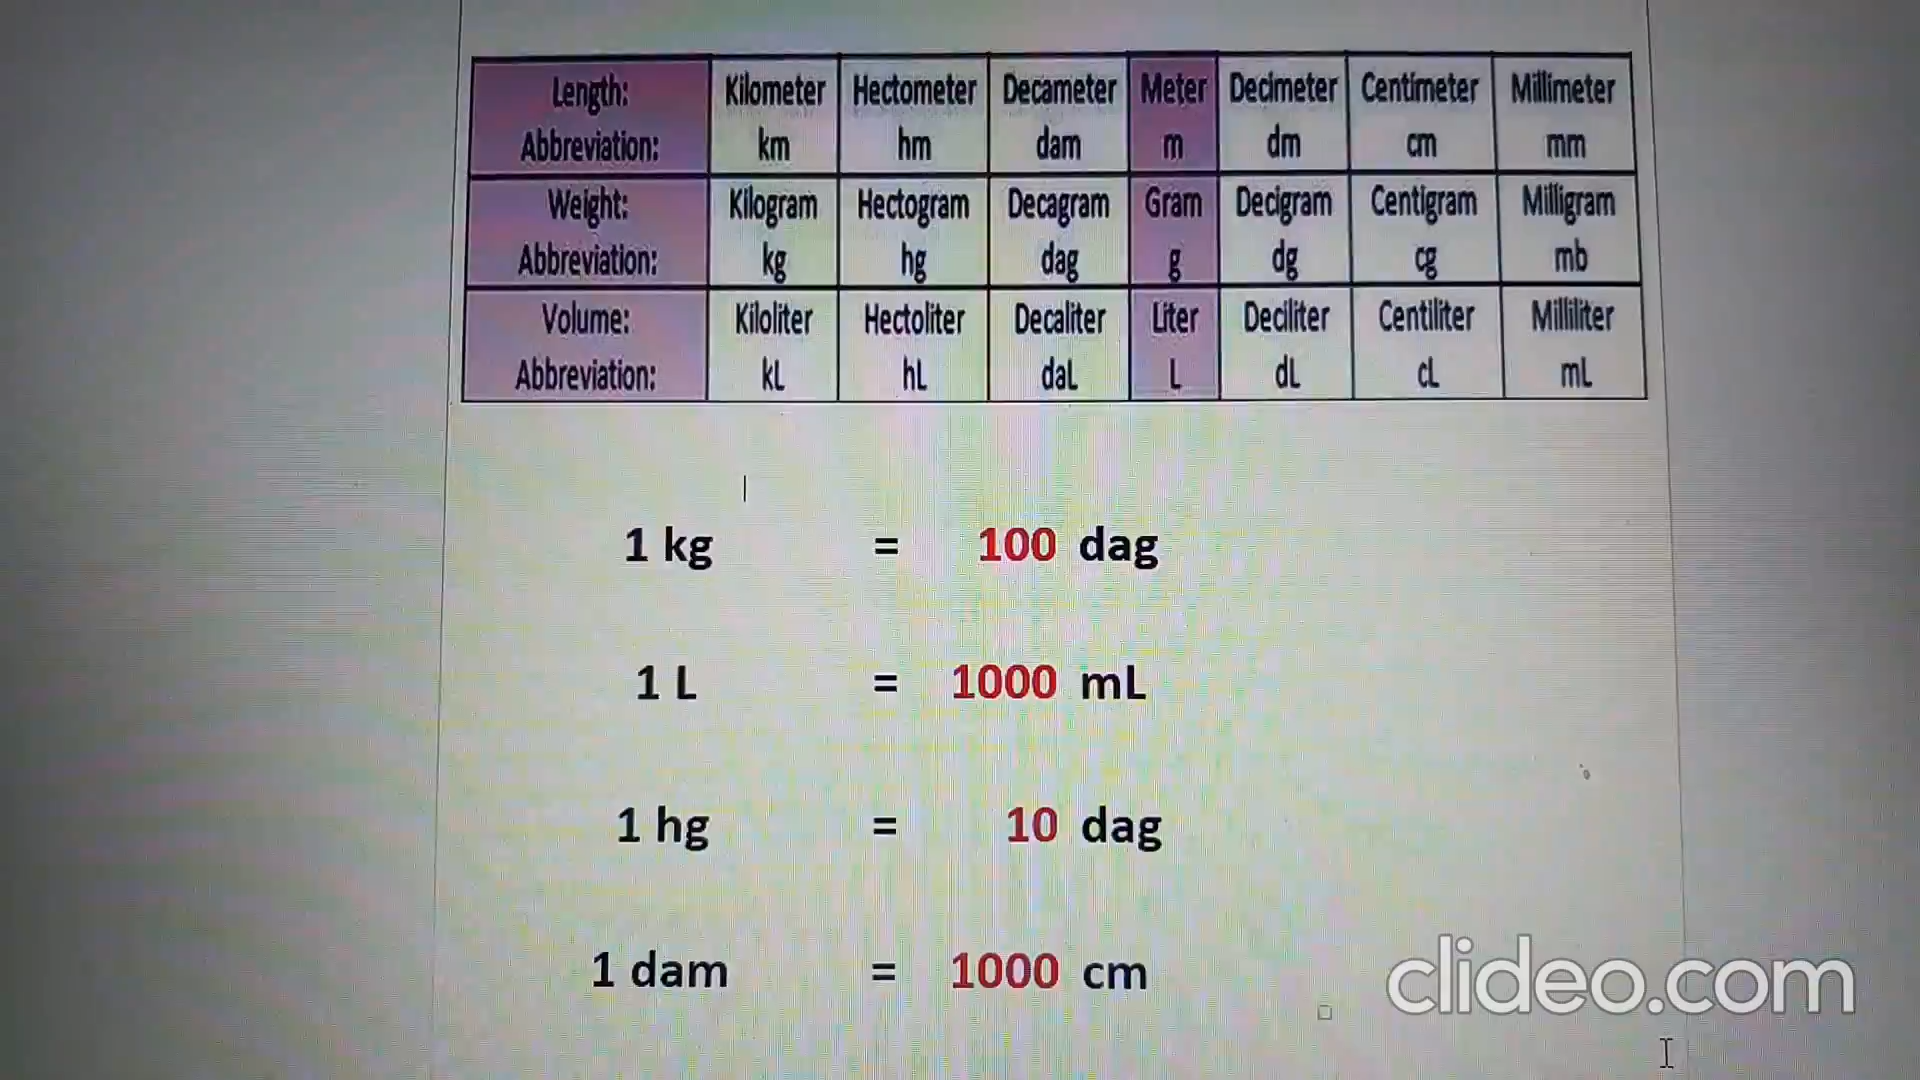 Length: Kilometer Hectometer Decameter Meter Decimeter Centimeter Millimeter
Abbreviation: km hm dam m dm cm mm
Weight: Kilogram Hectogram Decagram Gram Decigram Centigram Milligram
Abbreviation: kg hg dag g dg cg mb
Volume: Kiloliter Hectoliter Decaliter Liter Deciliter Centiliter Milliliter
Abbreviation: kL hL daL L dL cL mL
1 kg = 100 dag
1 L = 1000 mL
1 hg = 10 dag
1 dam = 1000 cm
clideo.com